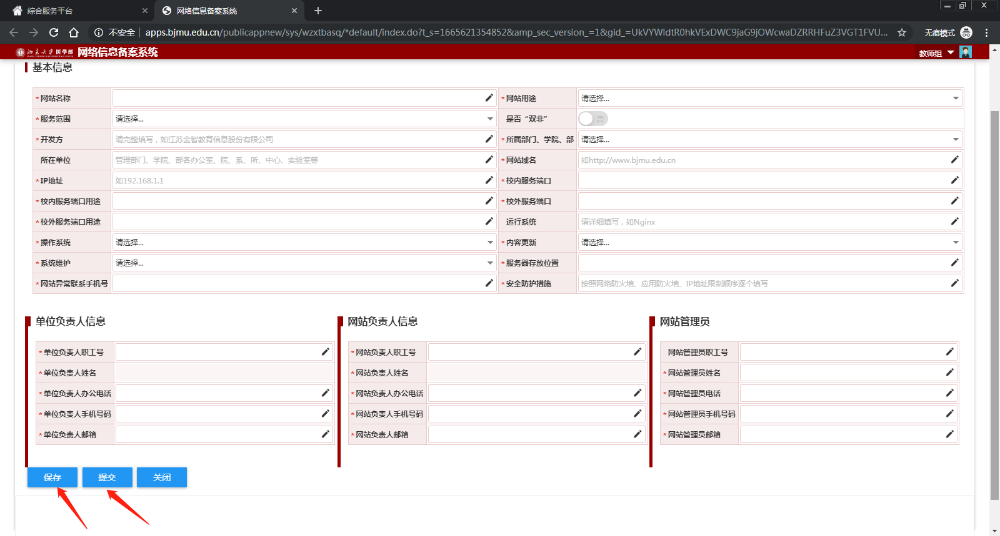 综合服务平台
网络信息备案系统
不安全 apps.bjmu.edu.cn/publicappnew/sys/wzxtbasq/*default/index.do?t_s=1665621354852&amp_sec_version_=1&gid_=UkVYWldtR0hkVExDWC9jaG9jOWcwaDZRRHFuZ3VGT1FVU...
无痕模式
北京大学医学部 网络信息备案系统
教师组
基本信息
*网站名称
*网站用途 请选择...
*服务范围 请选择...
是否“双非” 否
*开发方 请完整填写，如江苏金智教育信息股份有限公司
*所属部门、学院、部 请选择...
所在单位 管理部门、学院、部各办公室、院、系、所、中心、实验室等
*网站域名 如http://www.bjmu.edu.cn
*IP地址 如192.168.1.1
*校内服务端口
*校内服务端口用途
*校外服务端口
*校外服务端口用途
运行系统 请详细填写，如Nginx
*操作系统 请选择...
*内容更新 请选择...
*系统维护 请选择...
*服务器存放位置
*网站异常联系手机号
*安全防护措施 按照网络防火墙、应用防火墙、IP地址限制顺序逐个填写
单位负责人信息
*单位负责人职工号
*单位负责人姓名
*单位负责人办公电话
*单位负责人手机号码
*单位负责人邮箱
网站负责人信息
*网站负责人职工号
*网站负责人姓名
*网站负责人办公电话
*网站负责人手机号码
*网站负责人邮箱
网站管理员
网站管理员职工号
*网站管理员姓名
*网站管理员电话
*网站管理员手机号码
*网站管理员邮箱
保存
提交
关闭